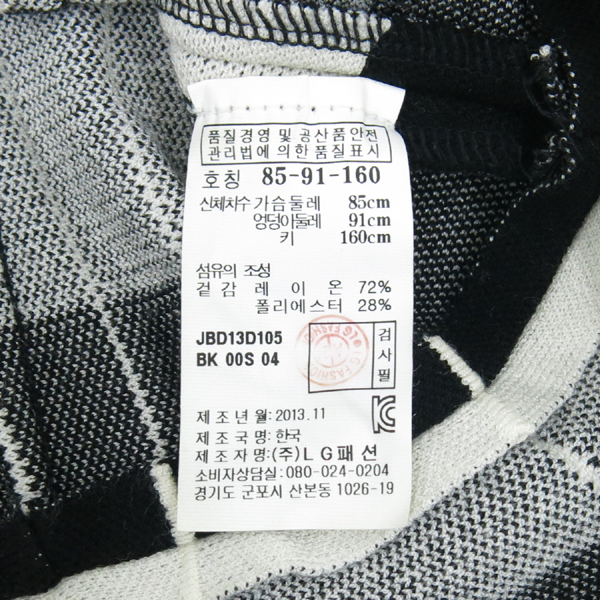 품질경영 및 공산품안전
관리법에 의한 품질표시
호칭 85-91-160
신체차수 가슴둘레 85cm
엉덩이둘레 91cm
키 160cm
섬유의 조성
겉감 레이온 72%
폴리에스터 28%
JBD13D105
BK 00S 04
LG FASHION
검사필
제조년월: 2013.11
제조국명: 한국
제조자명: (주)LG패션
소비자상담실: 080-024-0204
경기도 군포시 산본동 1026-19